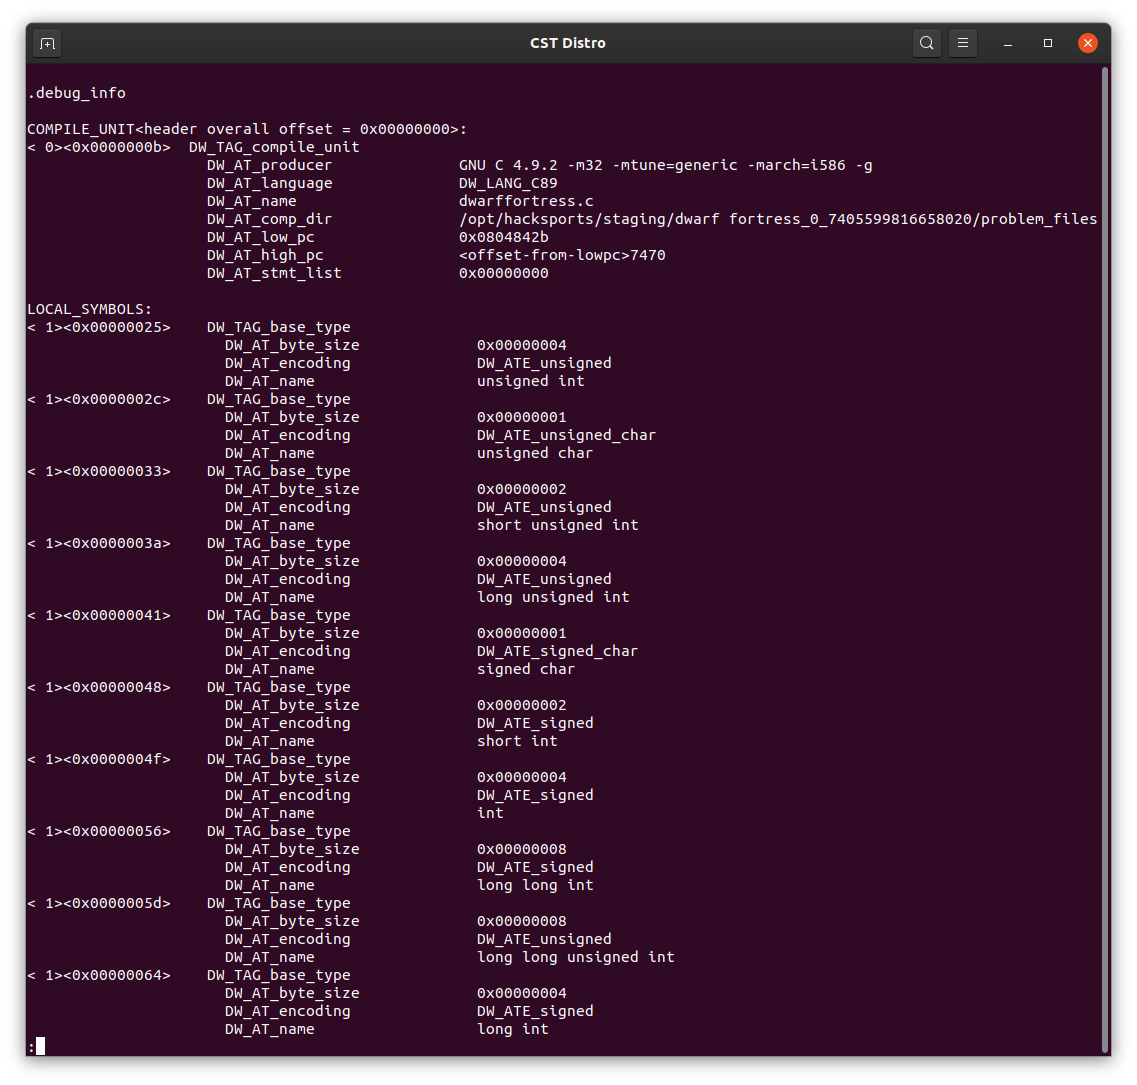 CST Distro
.debug_info
COMPILE_UNIT<header overall offset = 0x00000000>:
< 0><0x0000000b>  DW_TAG_compile_unit
                    DW_AT_producer              GNU C 4.9.2 -m32 -mtune=generic -march=i586 -g
                    DW_AT_language              DW_LANG_C89
                    DW_AT_name                  dwarffortress.c
                    DW_AT_comp_dir              /opt/hacksports/staging/dwarf fortress_0_7405599816658020/problem_files
                    DW_AT_low_pc                0x0804842b
                    DW_AT_high_pc               <offset-from-lowpc>7470
                    DW_AT_stmt_list             0x00000000
LOCAL_SYMBOLS:
< 1><0x00000025>    DW_TAG_base_type
                      DW_AT_byte_size             0x00000004
                      DW_AT_encoding              DW_ATE_unsigned
                      DW_AT_name                  unsigned int
< 1><0x0000002c>    DW_TAG_base_type
                      DW_AT_byte_size             0x00000001
                      DW_AT_encoding              DW_ATE_unsigned_char
                      DW_AT_name                  unsigned char
< 1><0x00000033>    DW_TAG_base_type
                      DW_AT_byte_size             0x00000002
                      DW_AT_encoding              DW_ATE_unsigned
                      DW_AT_name                  short unsigned int
< 1><0x0000003a>    DW_TAG_base_type
                      DW_AT_byte_size             0x00000004
                      DW_AT_encoding              DW_ATE_unsigned
                      DW_AT_name                  long unsigned int
< 1><0x00000041>    DW_TAG_base_type
                      DW_AT_byte_size             0x00000001
                      DW_AT_encoding              DW_ATE_signed_char
                      DW_AT_name                  signed char
< 1><0x00000048>    DW_TAG_base_type
                      DW_AT_byte_size             0x00000002
                      DW_AT_encoding              DW_ATE_signed
                      DW_AT_name                  short int
< 1><0x0000004f>    DW_TAG_base_type
                      DW_AT_byte_size             0x00000004
                      DW_AT_encoding              DW_ATE_signed
                      DW_AT_name                  int
< 1><0x00000056>    DW_TAG_base_type
                      DW_AT_byte_size             0x00000008
                      DW_AT_encoding              DW_ATE_signed
                      DW_AT_name                  long long int
< 1><0x0000005d>    DW_TAG_base_type
                      DW_AT_byte_size             0x00000008
                      DW_AT_encoding              DW_ATE_unsigned
                      DW_AT_name                  long long unsigned int
< 1><0x00000064>    DW_TAG_base_type
                      DW_AT_byte_size             0x00000004
                      DW_AT_encoding              DW_ATE_signed
                      DW_AT_name                  long int
: